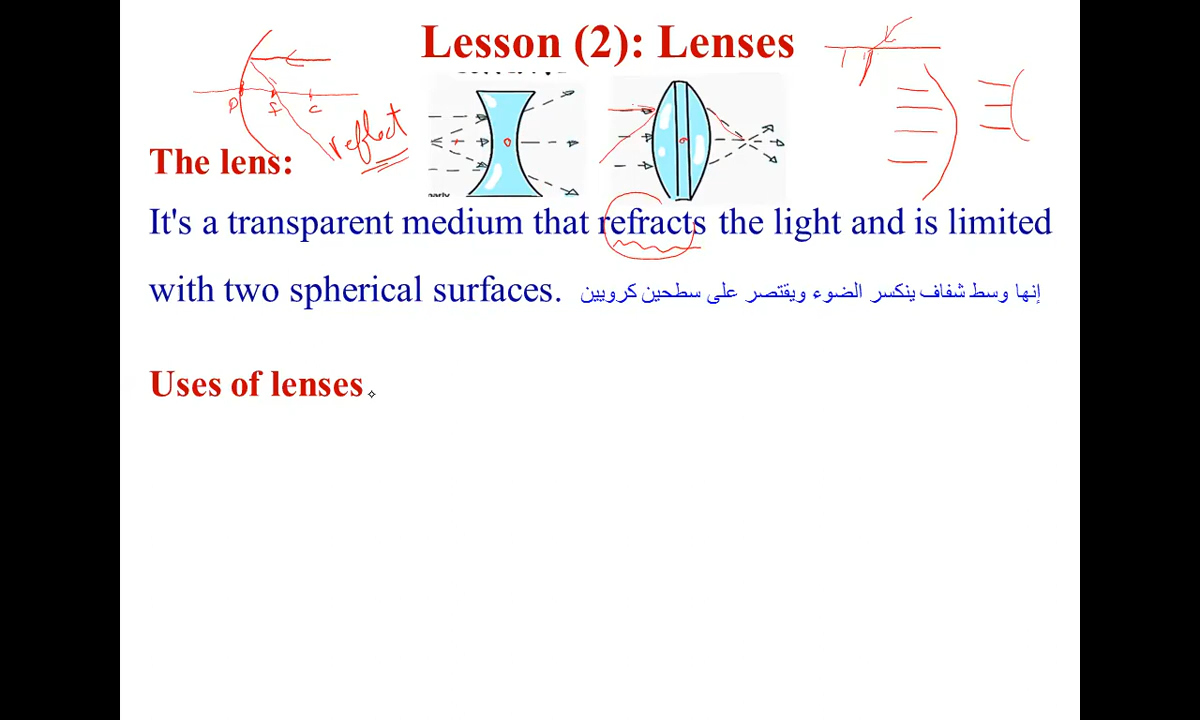 Lesson (2): Lenses
P F C
reflect
The lens:
It's a transparent medium that refracts the light and is limited
with two spherical surfaces. إنها وسط شفاف ينكسر الضوء ويقتصر على سطحين كرويين
Uses of lenses